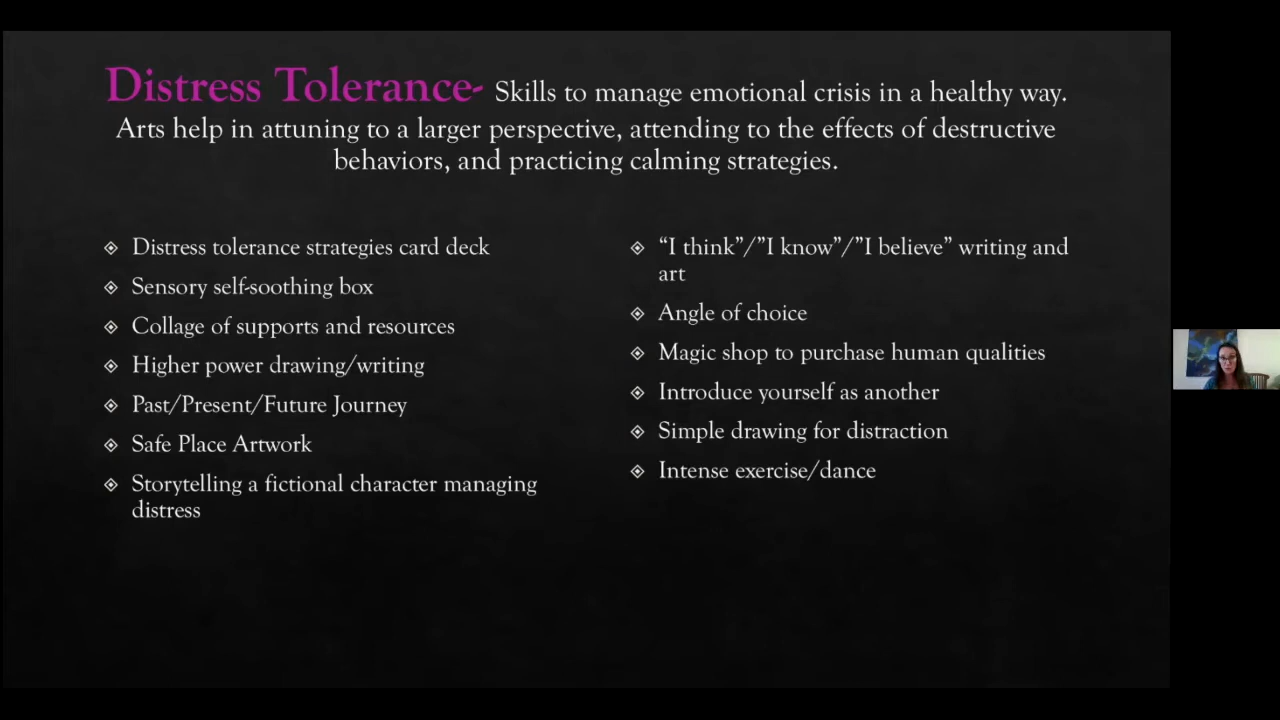 Distress Tolerance- Skills to manage emotional crisis in a healthy way.
Arts help in attuning to a larger perspective, attending to the effects of destructive
behaviors, and practicing calming strategies.
Distress tolerance strategies card deck
Sensory self-soothing box
Collage of supports and resources
Higher power drawing/writing
Past/Present/Future Journey
Safe Place Artwork
Storytelling a fictional character managing
distress
“I think”/”I know”/”I believe” writing and
art
Angle of choice
Magic shop to purchase human qualities
Introduce yourself as another
Simple drawing for distraction
Intense exercise/dance